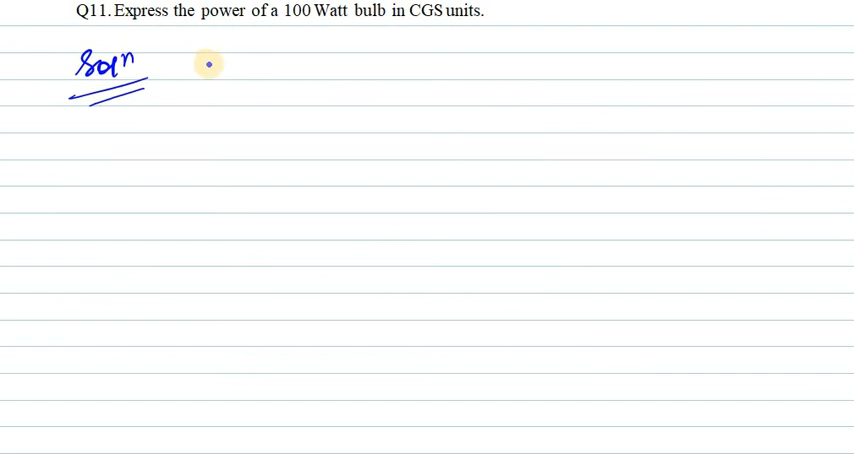 Q11. Express the power of a 100 Watt bulb in CGS units.
Solⁿ